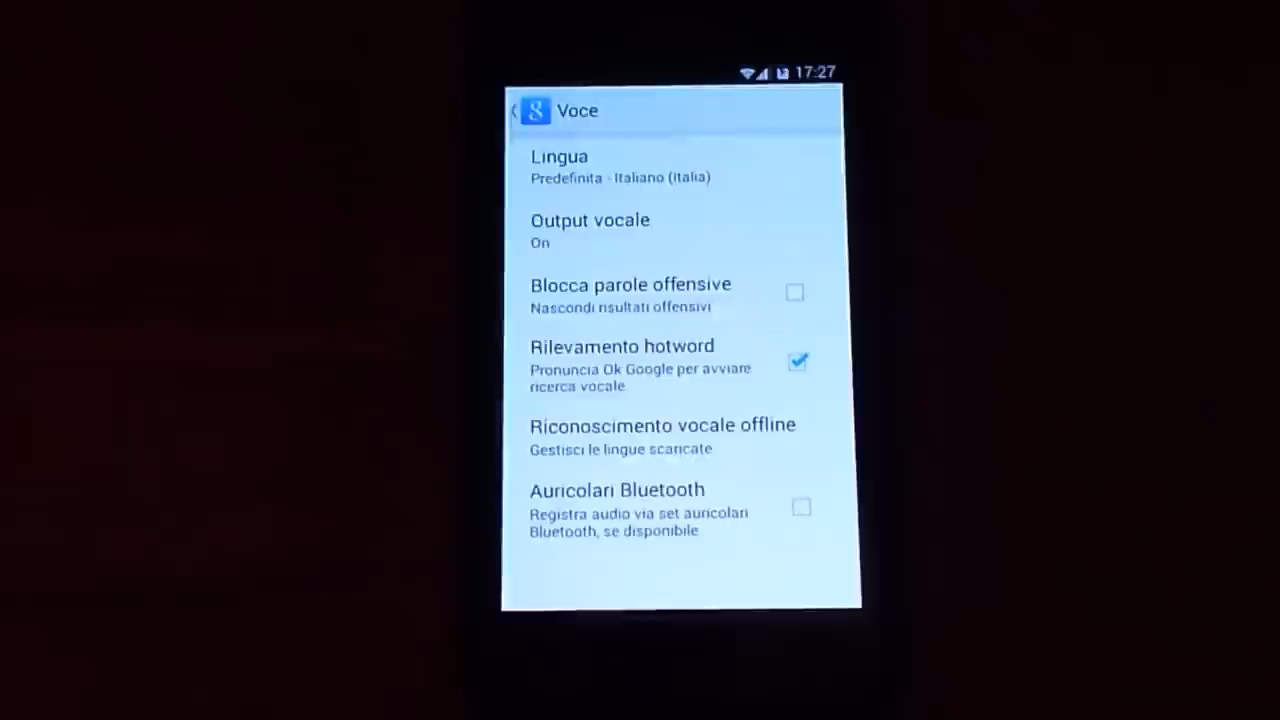 17:27
8 Voce
Lingua
Predefinita - Italiano (Italia)
Output vocale
On
Blocca parole offensive
Nascondi risultati offensivi
Rilevamento hotword
Pronuncia Ok Google per avviare
ricerca vocale.
Riconoscimento vocale offline
Gestisci le lingue scaricate
Auricolari Bluetooth
Registra audio via set auricolari
Bluetooth, se disponibile